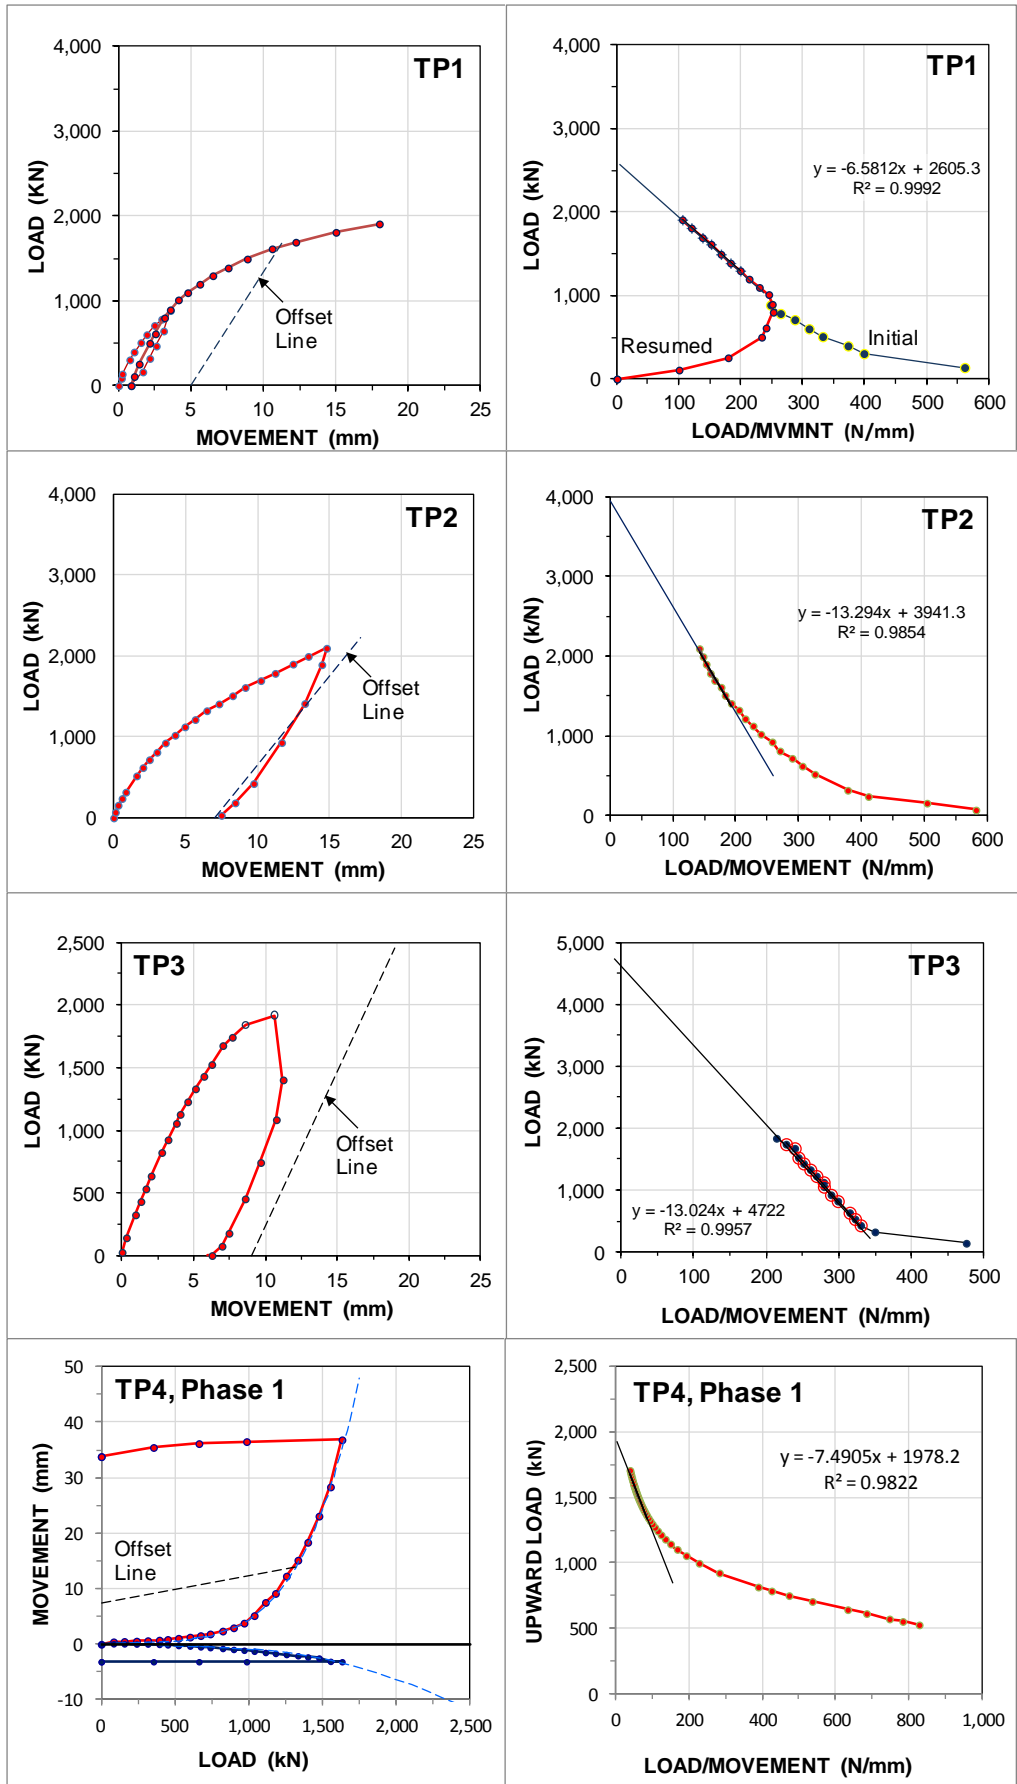 TP1
4,000
3,000
2,000
1,000
0
LOAD (KN)
Offset
Line
0 5 10 15 20 25
MOVEMENT (mm)
TP1
4,000
3,000
2,000
1,000
0
LOAD (kN)
y = -6.5812x + 2605.3
R² = 0.9992
Resumed
Initial
0 100 200 300 400 500 600
LOAD/MVMNT (N/mm)
TP2
4,000
3,000
2,000
1,000
0
LOAD (kN)
Offset
Line
0 5 10 15 20 25
MOVEMENT (mm)
TP2
4,000
3,000
2,000
1,000
0
LOAD (k/N)
y = -13.294x + 3941.3
R² = 0.9854
0 100 200 300 400 500 600
LOAD/MOVEMENT (N/mm)
TP3
2,500
2,000
1,500
1,000
500
0
LOAD (KN)
Offset
Line
0 5 10 15 20 25
MOVEMENT (mm)
TP3
5,000
4,000
3,000
2,000
1,000
0
LOAD (kN)
y = -13.024x + 4722
R² = 0.9957
0 100 200 300 400 500
LOAD/MOVEMENT (N/mm)
TP4, Phase 1
50
40
30
20
10
0
-10
MOVEMENT (mm)
Offset
Line
0 500 1,000 1,500 2,000 2,500
LOAD (kN)
TP4, Phase 1
2,500
2,000
1,500
1,000
500
0
UPWARD LOAD (kN)
y = -7.4905x + 1978.2
R² = 0.9822
0 200 400 600 800 1,000
LOAD/MOVEMENT (N/mm)